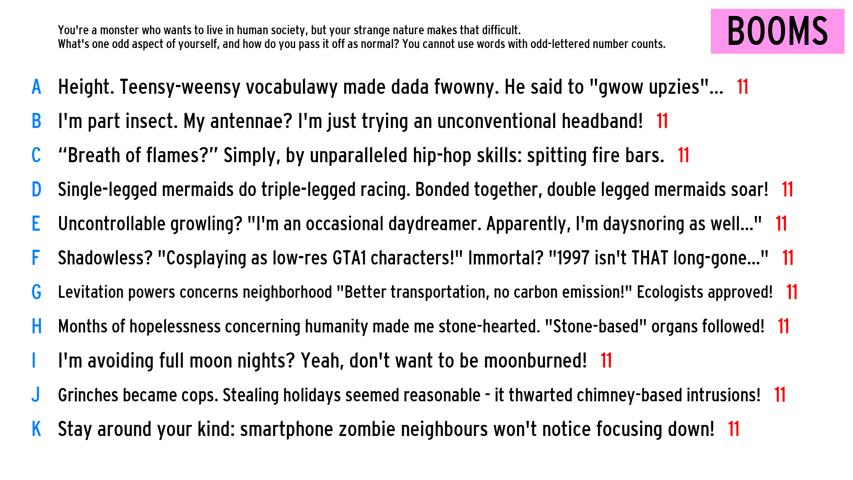 You're a monster who wants to live in human society, but your strange nature makes that difficult.
What's one odd aspect of yourself, and how do you pass it off as normal? You cannot use words with odd-lettered number counts.
BOOMS
A Height. Teensy-weensy vocabulawy made dada fwowny. He said to "gwow upzies"... 11
B I'm part insect. My antennae? I'm just trying an unconventional headband! 11
C “Breath of flames?” Simply, by unparalleled hip-hop skills: spitting fire bars. 11
D Single-legged mermaids do triple-legged racing. Bonded together, double legged mermaids soar! 11
E Uncontrollable growling? "I'm an occasional daydreamer. Apparently, I'm daysnoring as well..." 11
F Shadowless? "Cosplaying as low-res GTA1 characters!" Immortal? "1997 isn't THAT long-gone..." 11
G Levitation powers concerns neighborhood "Better transportation, no carbon emission!" Ecologists approved! 11
H Months of hopelessness concerning humanity made me stone-hearted. "Stone-based" organs followed! 11
I I'm avoiding full moon nights? Yeah, don't want to be moonburned! 11
J Grinches became cops. Stealing holidays seemed reasonable - it thwarted chimney-based intrusions! 11
K Stay around your kind: smartphone zombie neighbours won't notice focusing down! 11